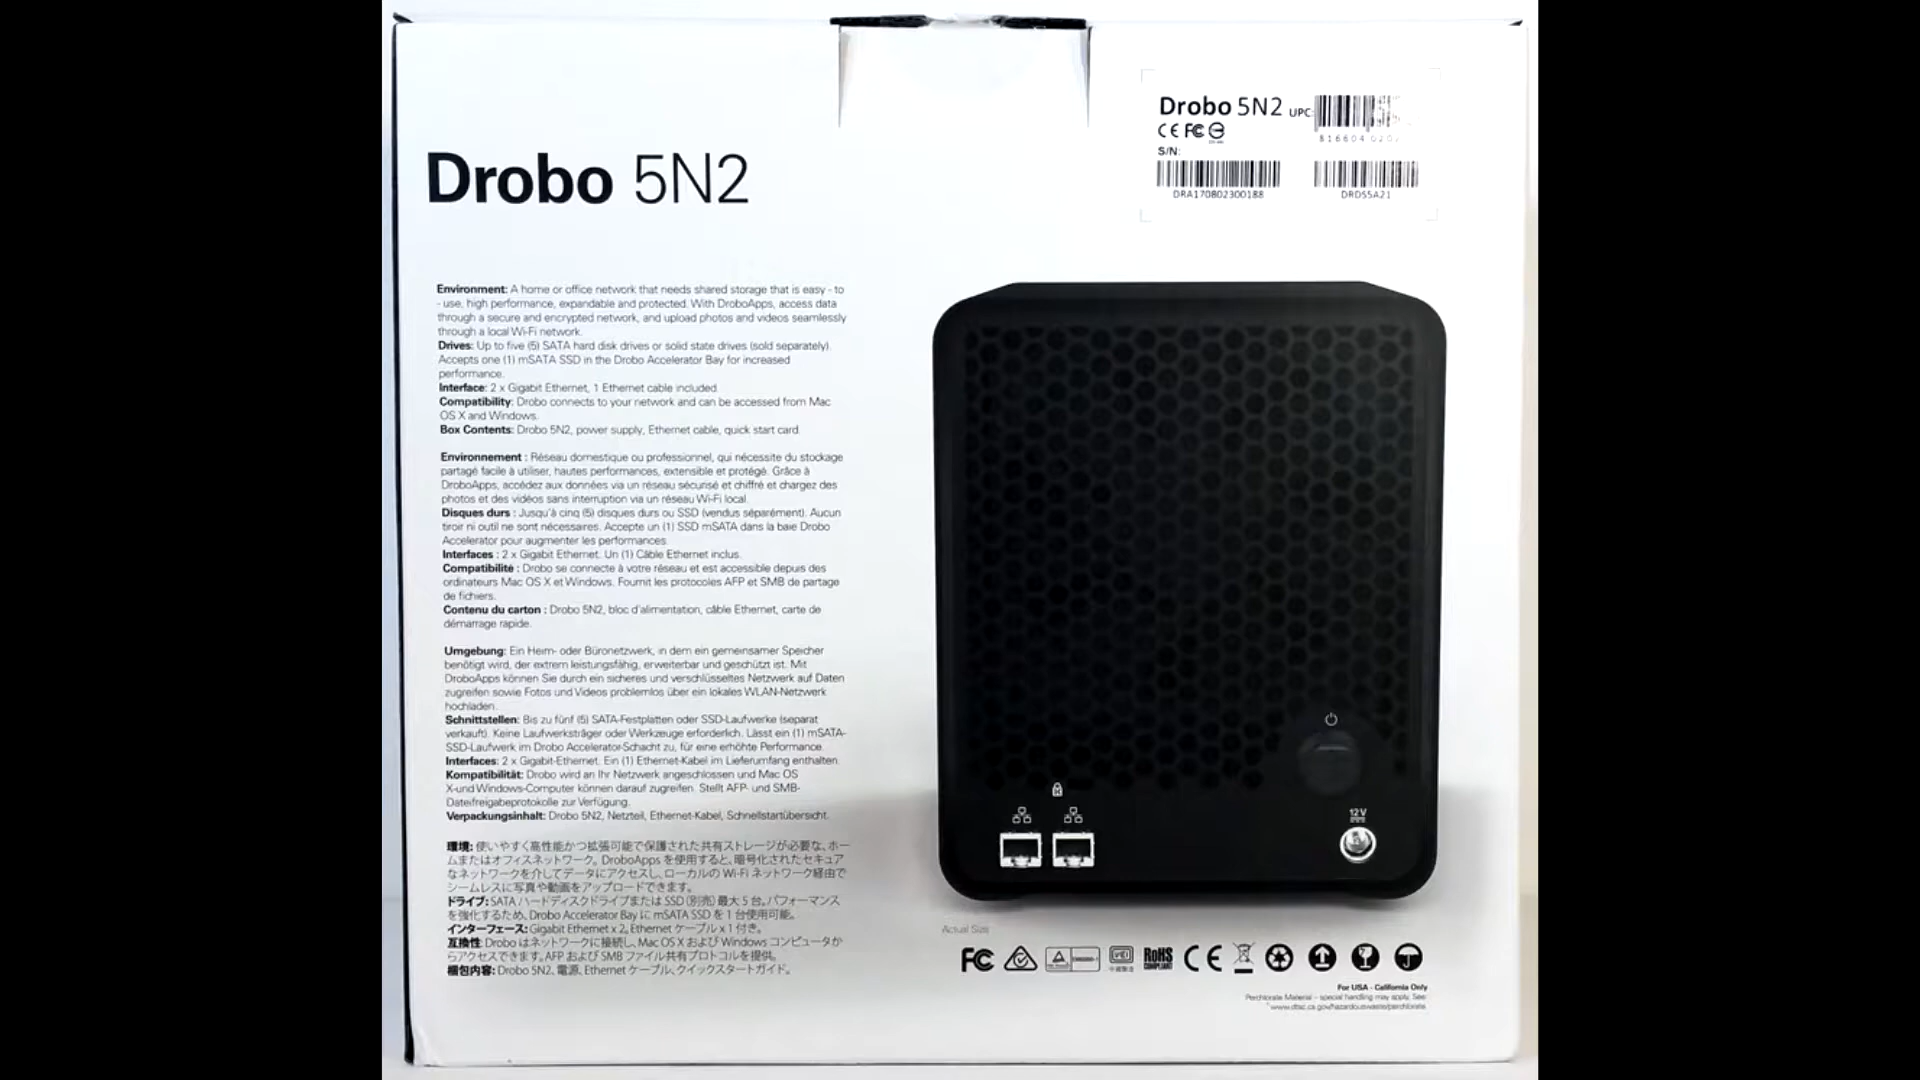 Drobo 5N2
Drobo 5N2 UPC:
CE FC
816604 020
S/N:
DRA170802300188
DRDS5A21
Environment: A home or office network that needs shared storage that is easy - to
- use, high performance, expandable and protected. With DroboApps, access data
through a secure and encrypted network, and upload photos and videos seamlessly
through a local Wi-Fi network.
Drives: Up to five (5) SATA hard disk drives or solid state drives (sold separately).
Accepts one (1) mSATA SSD in the Drobo Accelerator Bay for increased
performance.
Interface: 2 x Gigabit Ethernet, 1 Ethernet cable included.
Compatibility: Drobo connects to your network and can be accessed from Mac
OS X and Windows.
Box Contents: Drobo 5N2, power supply, Ethernet cable, quick start card.
Environnement : Réseau domestique ou professionnel, qui nécessite du stockage
partagé facile à utiliser, hautes performances, extensible et protégé. Grâce à
DroboApps, accédez aux données via un réseau sécurisé et chiffré et chargez des
photos et des vidéos sans interruption via un réseau Wi-Fi local.
Disques durs : Jusqu'à cinq (5) disques durs ou SSD (vendus séparément). Aucun
tiroir ni outil ne sont nécessaires. Accepte un (1) SSD mSATA dans la baie Drobo
Accelerator pour augmenter les performances.
Interfaces : 2 x Gigabit Ethernet. Un (1) Câble Ethernet inclus.
Compatibilité : Drobo se connecte à votre réseau et est accessible depuis des
ordinateurs Mac OS X et Windows. Fournit les protocoles AFP et SMB de partage
de fichiers.
Contenu du carton : Drobo 5N2, bloc d'alimentation, câble Ethernet, carte de
démarrage rapide.
Umgebung: Ein Heim- oder Büronetzwerk, in dem ein gemeinsamer Speicher
benötigt wird, der extrem leistungsfähig, erweiterbar und geschützt ist. Mit
DroboApps können Sie durch ein sicheres und verschlüsseltes Netzwerk auf Daten
zugreifen sowie Fotos und Videos problemlos über ein lokales WLAN-Netzwerk
hochladen.
Schnittstellen: Bis zu fünf (5) SATA-Festplatten oder SSD-Laufwerke (separat
verkauft). Keine Laufwerksträger oder Werkzeuge erforderlich. Lässt ein (1) mSATA-
SSD-Laufwerk im Drobo Accelerator-Schacht zu, für eine erhöhte Performance.
Interfaces: 2 x Gigabit-Ethernet. Ein (1) Ethernet-Kabel im Lieferumfang enthalten.
Kompatibilität: Drobo wird an Ihr Netzwerk angeschlossen und Mac OS
X-und Windows-Computer können darauf zugreifen. Stellt AFP- und SMB-
Dateifreigabeprotokolle zur Verfügung.
Verpackungsinhalt: Drobo 5N2, Netzteil, Ethernet-Kabel, Schnellstartübersicht.
環境: 使いやすく高性能かつ拡張可能で保護された共有ストレージが必要な、ホー
ムまたはオフィスネットワーク。DroboApps を使用すると、暗号化されたセキュア
なネットワークを介してデータにアクセスし、ローカルの Wi-Fi ネットワーク経由で
シームレスに写真や動画をアップロードできます。
ドライブ: SATA ハードディスクドライブまたは SSD (別売) 最大 5 台。パフォーマンス
を強化するため、Drobo Accelerator Bay に mSATA SSD を 1 台使用可能。
インターフェース: Gigabit Ethernet x 2。Ethernet ケーブル x 1 付き。
互換性: Drobo はネットワークに接続し、Mac OS X および Windows コンピュータか
らアクセスできます。AFP および SMB ファイル共有プロトコルを提供。
梱包内容: Drobo 5N2、電源、Ethernet ケーブル、クイックスタートガイド。
12 V
Actual Size
FC
RoHS
COMPLIANT
CE
For USA - California Only
Perchlorate Material - special handling may apply. See
www.dtsc.ca.gov/hazardouswaste/perchlorate